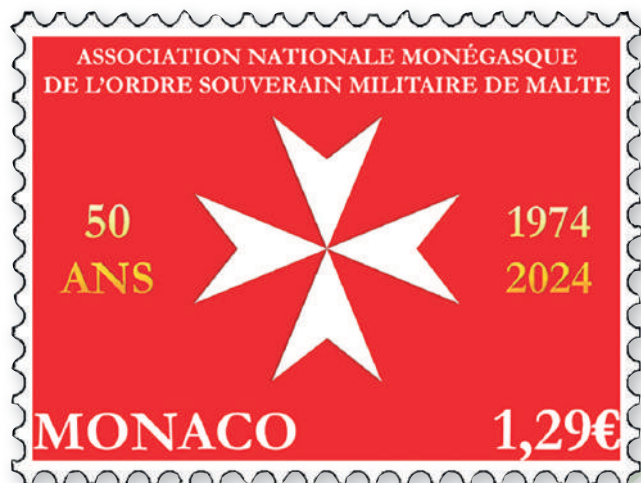 ASSOCIATION NATIONALE MONÉGASQUE
DE L'ORDRE SOUVERAIN MILITAIRE DE MALTE
50
ANS
1974
2024
MONACO
1,29€